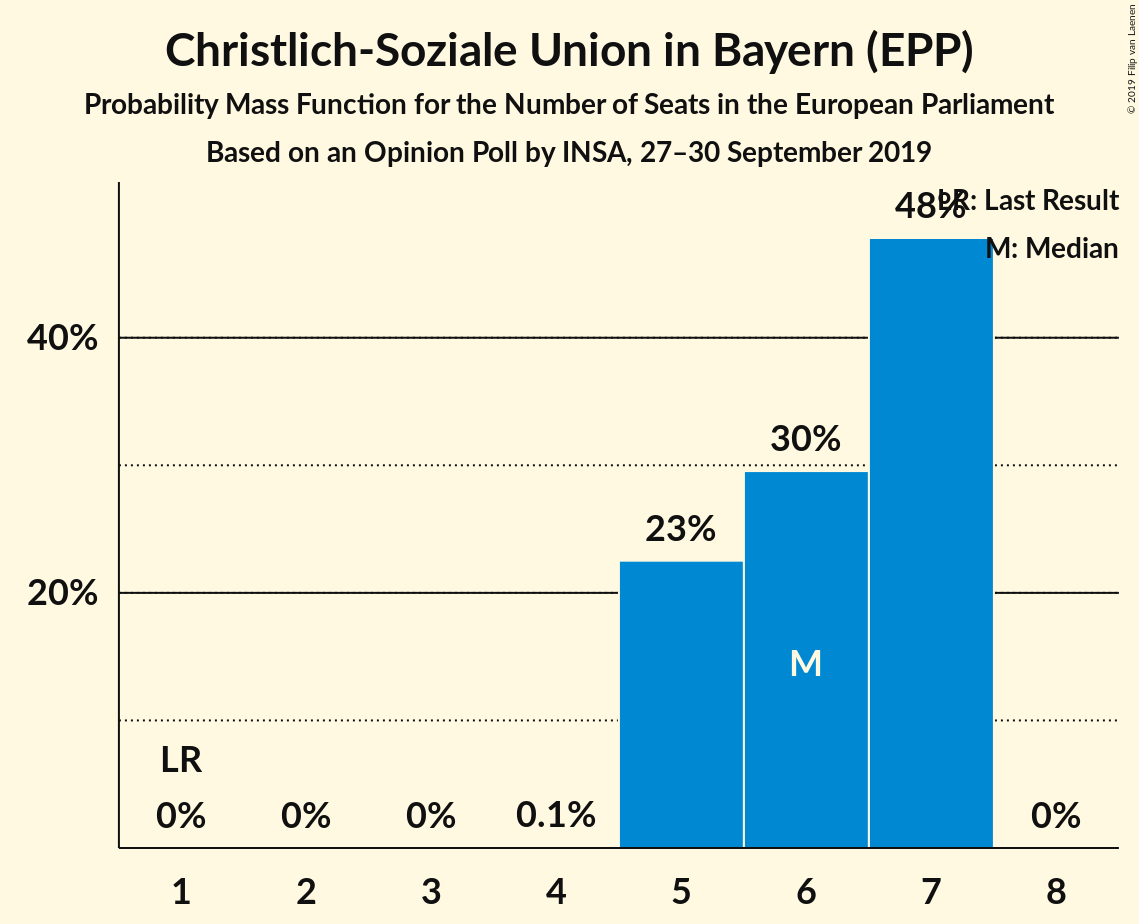 Christlich-Soziale Union in Bayern (EPP)
Probability Mass Function for the Number of Seats in the European Parliament
Based on an Opinion Poll by INSA, 27–30 September 2019
© 2019 Filip van Laenen
LR: Last Result
M: Median
48%
40%
30%
23%
20%
M
LR
0%
0%
0%
0.1%
0%
1 2 3 4 5 6 7 8